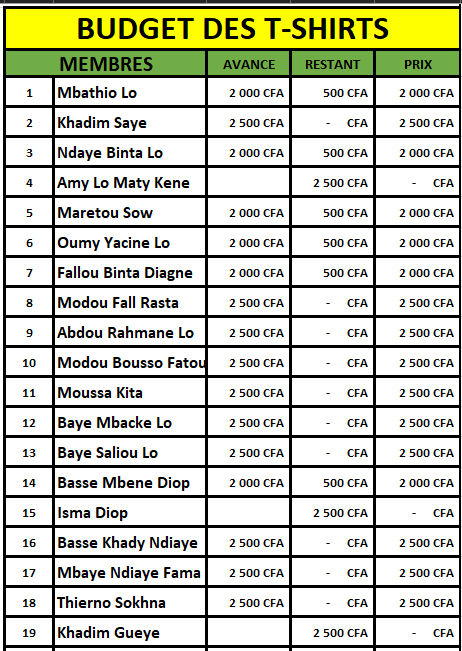 BUDGET DES T-SHIRTS
MEMBRES AVANCE RESTANT PRIX
1 Mbathio Lo 2 000 CFA 500 CFA 2 000 CFA
2 Khadim Saye 2 500 CFA - CFA 2 500 CFA
3 Ndaye Binta Lo 2 000 CFA 500 CFA 2 000 CFA
4 Amy Lo Maty Kene 2 500 CFA - CFA
5 Maretou Sow 2 000 CFA 500 CFA 2 000 CFA
6 Oumy Yacine Lo 2 000 CFA 500 CFA 2 000 CFA
7 Fallou Binta Diagne 2 000 CFA 500 CFA 2 000 CFA
8 Modou Fall Rasta 2 500 CFA - CFA 2 500 CFA
9 Abdou Rahmane Lo 2 500 CFA - CFA 2 500 CFA
10 Modou Bousso Fatou 2 500 CFA - CFA 2 500 CFA
11 Moussa Kita 2 500 CFA - CFA 2 500 CFA
12 Baye Mbacke Lo 2 500 CFA - CFA 2 500 CFA
13 Baye Saliou Lo 2 500 CFA - CFA 2 500 CFA
14 Basse Mbene Diop 2 000 CFA 500 CFA 2 000 CFA
15 Isma Diop 2 500 CFA - CFA
16 Basse Khady Ndiaye 2 500 CFA - CFA 2 500 CFA
17 Mbaye Ndiaye Fama 2 500 CFA - CFA 2 500 CFA
18 Thierno Sokhna 2 500 CFA - CFA 2 500 CFA
19 Khadim Gueye 2 500 CFA - CFA